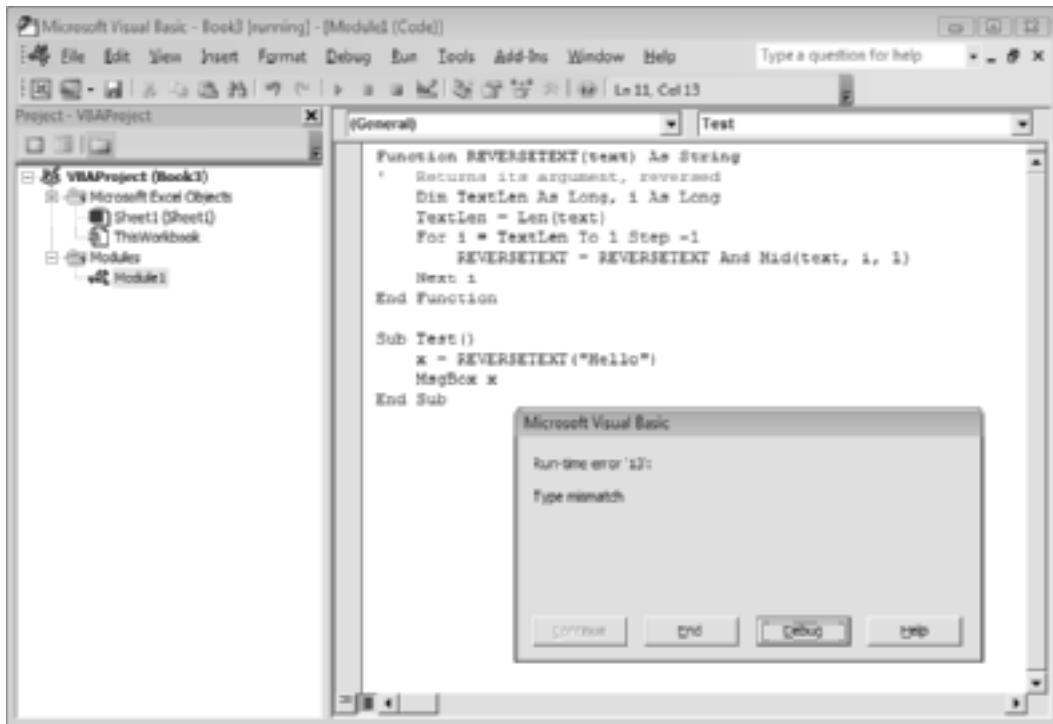 Microsoft Visual Basic - Book3 [running] - [Module1 (Code)]
File Edit View Insert Format Debug Run Tools Add-Ins Window Help
Type a question for help
Ln 11, Col 13
Project - VBAProject
VBAProject (Book3)
Microsoft Excel Objects
Sheet1 (Sheet1)
ThisWorkbook
Modules
Module1
(General)
Test
Function REVERSETEXT(text) As String
'   Returns its argument, reversed
    Dim TextLen As Long, i As Long
    TextLen = Len(text)
    For i = TextLen To 1 Step -1
        REVERSETEXT = REVERSETEXT And Mid(text, i, 1)
    Next i
End Function
Sub Test()
    x = REVERSETEXT("Hello")
    MsgBox x
End Sub
Microsoft Visual Basic
Run-time error '13':
Type mismatch
Continue
End
Debug
Help